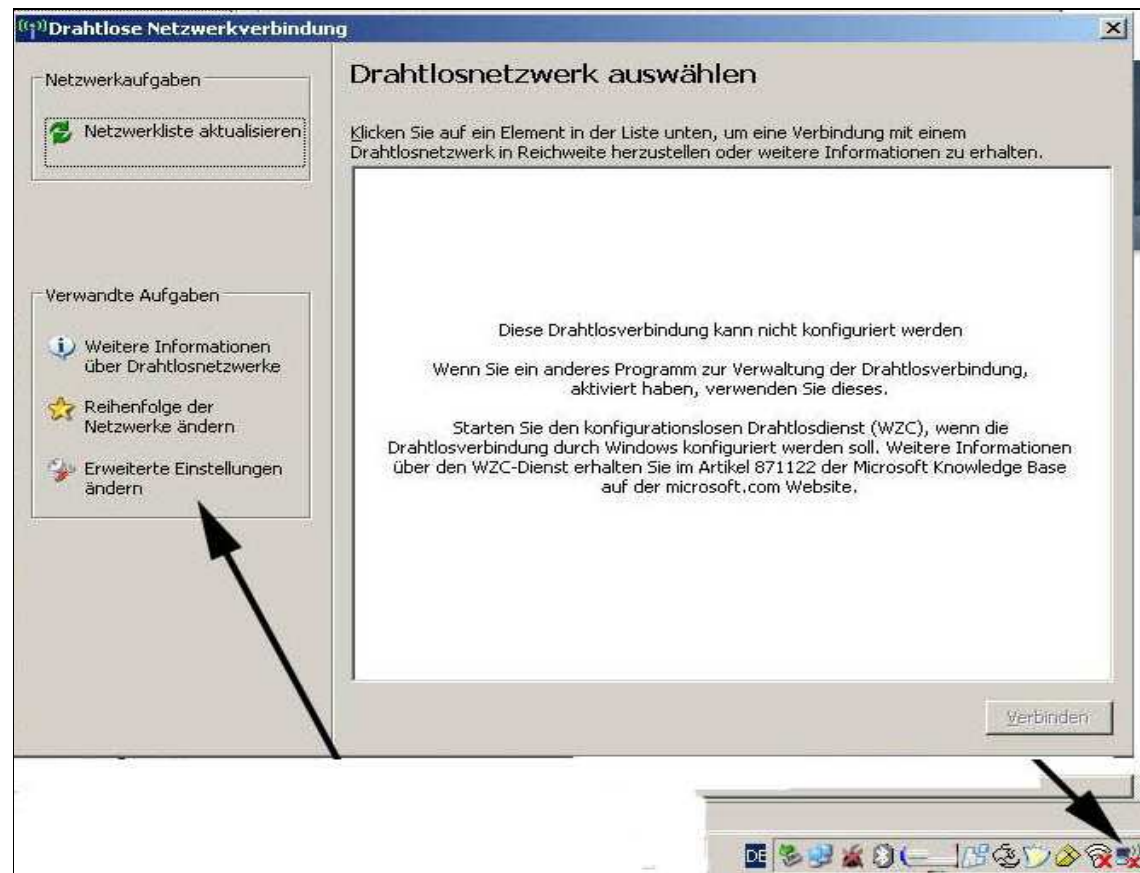 Drahtlose Netzwerkverbindung
Netzwerkaufgaben
Netzwerkliste aktualisieren
Verwandte Aufgaben
Weitere Informationen
über Drahtlosnetzwerke
Reihenfolge der
Netzwerke ändern
Erweiterte Einstellungen
ändern
Drahtlosnetzwerk auswählen
Klicken Sie auf ein Element in der Liste unten, um eine Verbindung mit einem
Drahtlosnetzwerk in Reichweite herzustellen oder weitere Informationen zu erhalten.
Diese Drahtlosverbindung kann nicht konfiguriert werden
Wenn Sie ein anderes Programm zur Verwaltung der Drahtlosverbindung,
aktiviert haben, verwenden Sie dieses.
Starten Sie den konfigurationslosen Drahtlosdienst (WZC), wenn die
Drahtlosverbindung durch Windows konfiguriert werden soll. Weitere Informationen
über den WZC-Dienst erhalten Sie im Artikel 871122 der Microsoft Knowledge Base
auf der microsoft.com Website.
Verbinden
DE